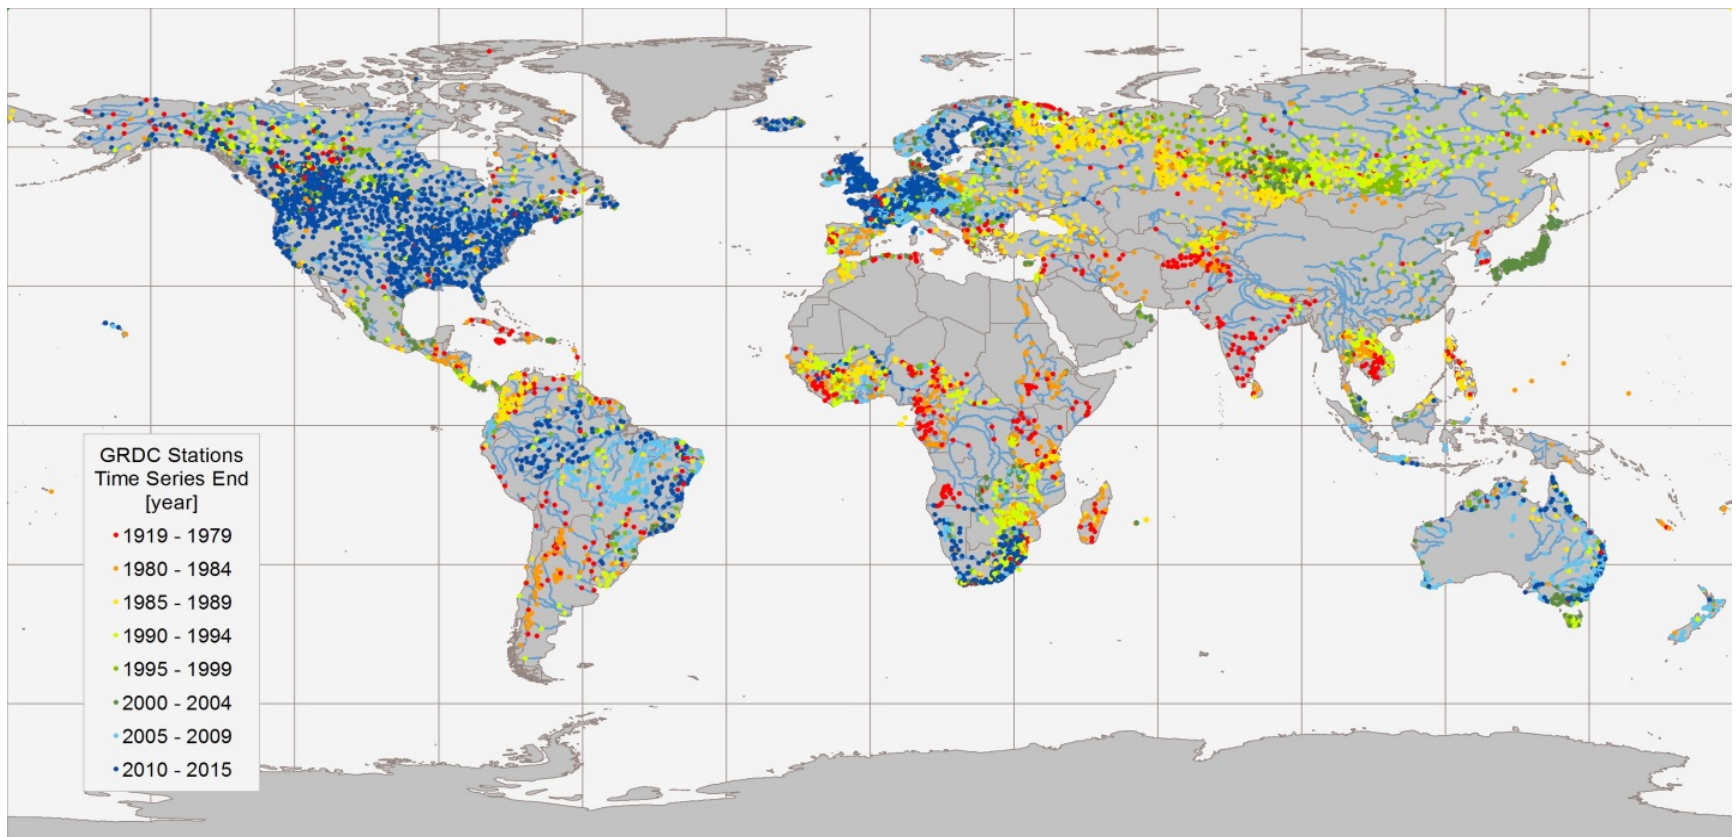 GRDC Stations
Time Series End
[year]
1919 - 1979
1980 - 1984
1985 - 1989
1990 - 1994
1995 - 1999
2000 - 2004
2005 - 2009
2010 - 2015